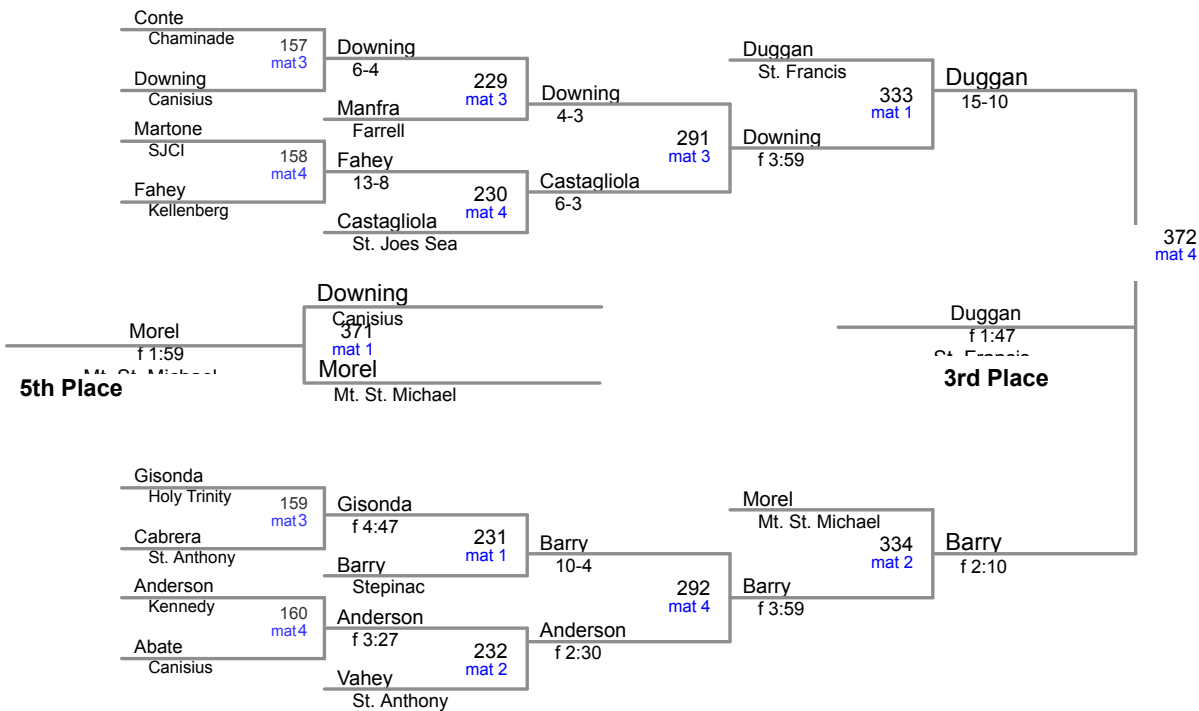 Conte
Chaminade
157
mat 3
Downing
Canisius
Downing
6-4
229
mat 3
Manfra
Farrell
Martone
SJCI
158
mat 4
Fahey
Kellenberg
Fahey
13-8
230
mat 4
Castagliola
St. Joes Sea
Downing
4-3
291
mat 3
Castagliola
6-3
Duggan
St. Francis
333
mat 1
Downing
f 3:59
Duggan
15-10
372
mat 4
Downing
Canisius
371
mat 1
Morel
Mt. St. Michael
Morel
f 1:59
Mt. St. Michael
5th Place
Duggan
f 1:47
St. Francis
3rd Place
Gisonda
Holy Trinity
159
mat 3
Cabrera
St. Anthony
Gisonda
f 4:47
231
mat 1
Barry
Stepinac
Anderson
Kennedy
160
mat 4
Abate
Canisius
Anderson
f 3:27
232
mat 2
Vahey
St. Anthony
Barry
10-4
292
mat 4
Anderson
f 2:30
Morel
Mt. St. Michael
334
mat 2
Barry
f 3:59
Barry
f 2:10